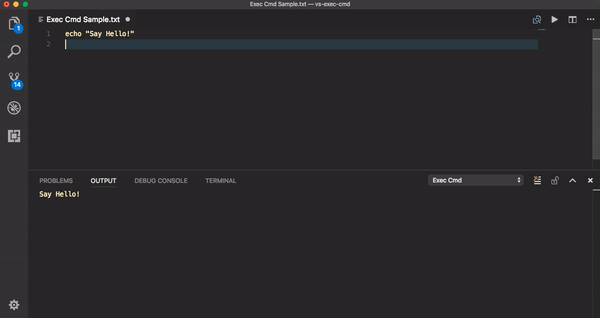 Exec Cmd Sample.txt — vs-exec-cmd
1
Exec Cmd Sample.txt
1 echo "Say Hello!"
2
14
PROBLEMS OUTPUT DEBUG CONSOLE TERMINAL Exec Cmd
Say Hello!